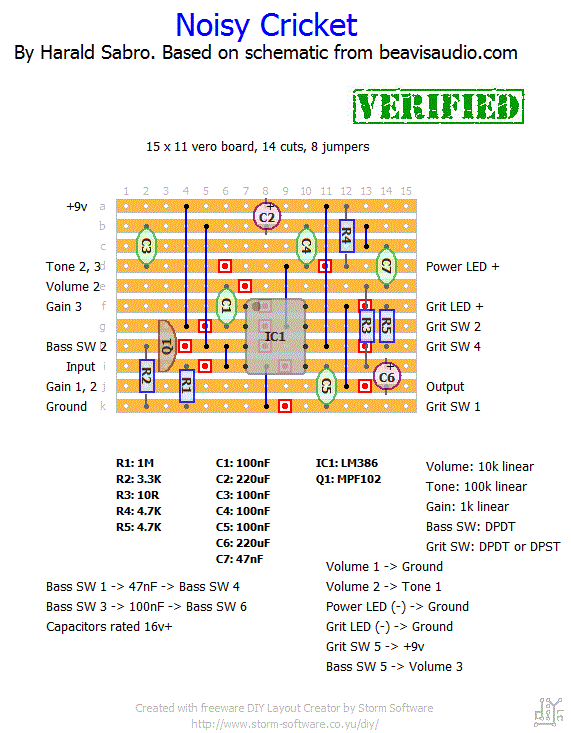 Noisy Cricket
By Harald Sabro. Based on schematic from beavisaudio.com
VERIFIED
15 x 11 vero board, 14 cuts, 8 jumpers
1 2 3 4 5 6 7 8 9 10 11 12 13 14 15
+9v a
b
c
Tone 2, 3 d Power LED +
Volume 2 e
Gain 3 f Grit LED +
g Grit SW 2
Bass SW 2 h Grit SW 4
Input i
Gain 1, 2 j Output
Ground k Grit SW 1
C2
+
C3
C4
R4
C7
C1
IC1
Q1
R3
R5
R2
R1
C5
C6
+
R1: 1M
R2: 3.3K
R3: 10R
R4: 4.7K
R5: 4.7K
C1: 100nF
C2: 220uF
C3: 100nF
C4: 100nF
C5: 100nF
C6: 220uF
C7: 47nF
IC1: LM386
Q1: MPF102
Volume: 10k linear
Tone: 100k linear
Gain: 1k linear
Bass SW: DPDT
Grit SW: DPDT or DPST
Bass SW 1 -> 47nF -> Bass SW 4
Bass SW 3 -> 100nF -> Bass SW 6
Capacitors rated 16v+
Volume 1 -> Ground
Volume 2 -> Tone 1
Power LED (-) -> Ground
Grit LED (-) -> Ground
Grit SW 5 -> +9v
Bass SW 5 -> Volume 3
Created with freeware DIY Layout Creator by Storm Software
http://www.storm-software.co.yu/diy/